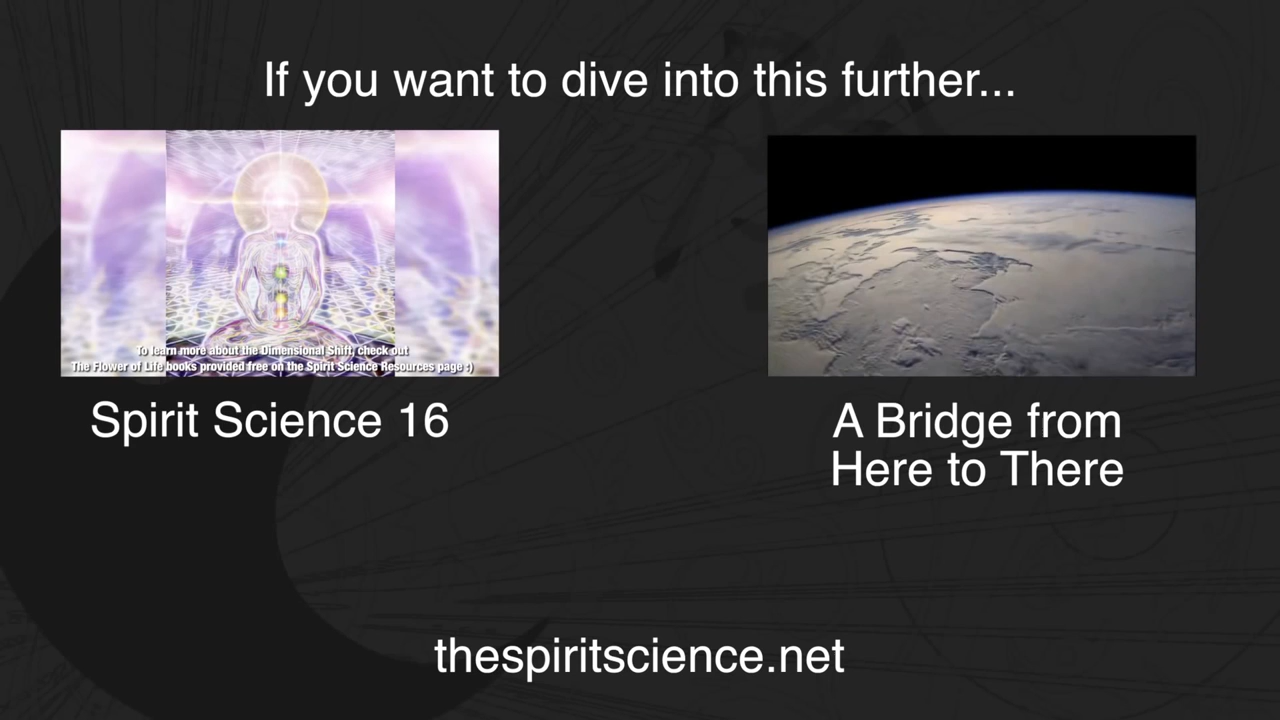 If you want to dive into this further...
To learn more about the Dimensional Shift, check out
The Flower of Life books provided free on the Spirit Science Resources page :)
Spirit Science 16
A Bridge from
Here to There
thespiritscience.net